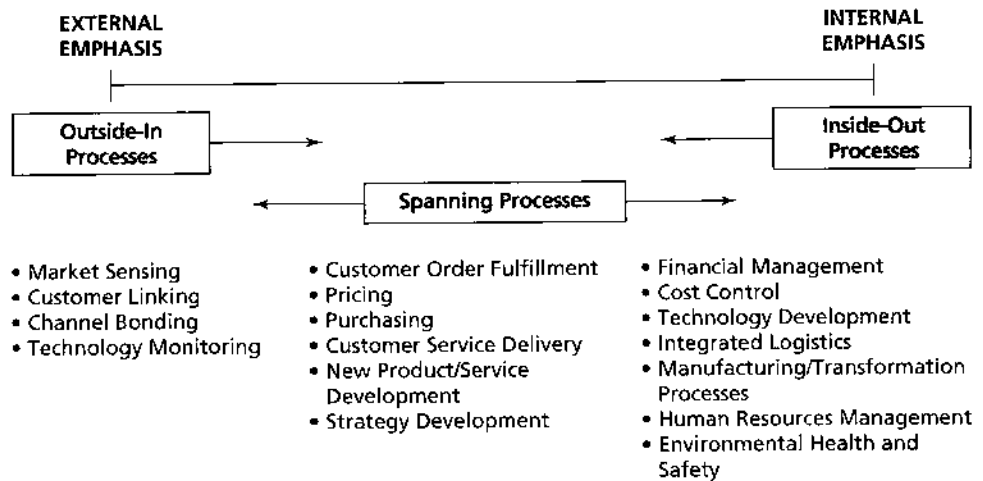 EXTERNAL
EMPHASIS
INTERNAL
EMPHASIS
Outside-In
Processes
Inside-Out
Processes
Spanning Processes
• Market Sensing
• Customer Linking
• Channel Bonding
• Technology Monitoring
• Customer Order Fulfillment
• Pricing
• Purchasing
• Customer Service Delivery
• New Product/Service
Development
• Strategy Development
• Financial Management
• Cost Control
• Technology Development
• Integrated Logistics
• Manufacturing/Transformation
Processes
• Human Resources Management
• Environmental Health and
Safety